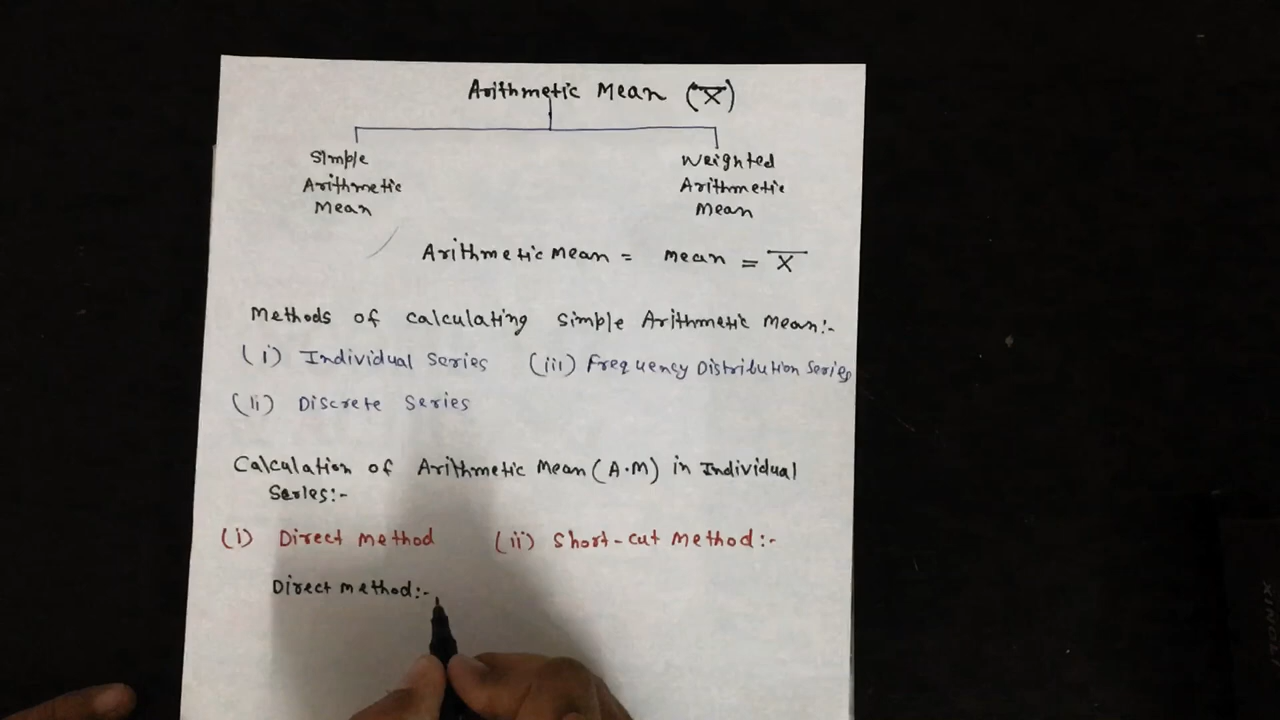 Arithmetic Mean (X̅)
Simple
Arithmetic
Mean
Weighted
Arithmetic
Mean
Arithmetic Mean = Mean = X̅
Methods of calculating Simple Arithmetic Mean:-
(i) Individual Series (iii) Frequency Distribution Series
(ii) Discrete Series
Calculation of Arithmetic Mean (A.M) in Individual
Series:-
(i) Direct Method (ii) Short-cut Method:-
Direct method:-